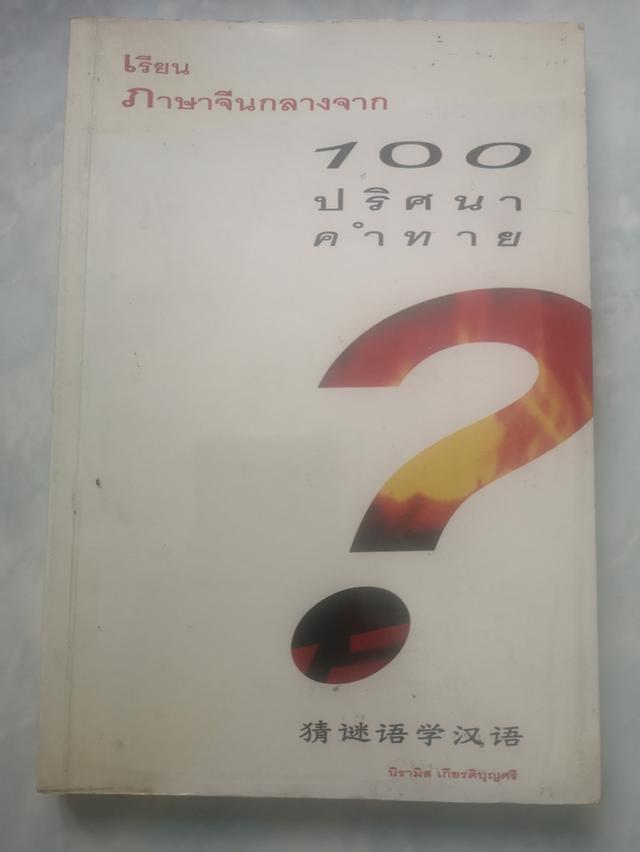 เรียน
ภาษาจีนกลางจาก
100
ปริศนา
คำทาย
?
猜谜语学汉语
นิรามิส เกียรติบุญศรี